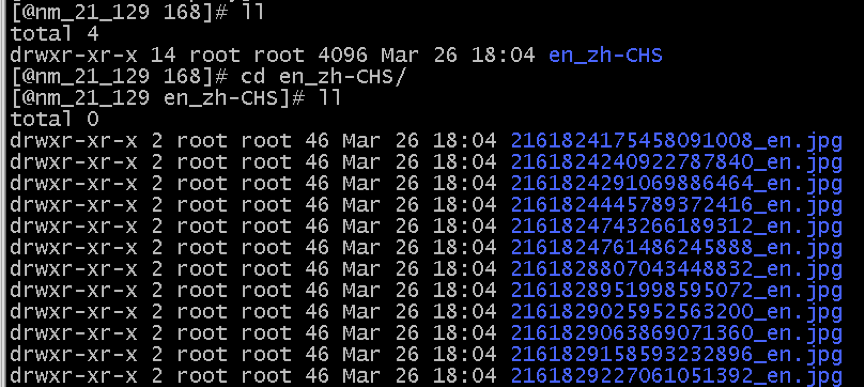 [@nm_21_129 168]# ll
total 4
drwxr-xr-x 14 root root 4096 Mar 26 18:04 en_zh-CHS
[@nm_21_129 168]# cd en_zh-CHS/
[@nm_21_129 en_zh-CHS]# ll
total 0
drwxr-xr-x 2 root root 46 Mar 26 18:04 2161824175458091008_en.jpg
drwxr-xr-x 2 root root 46 Mar 26 18:04 2161824240922787840_en.jpg
drwxr-xr-x 2 root root 46 Mar 26 18:04 2161824291069886464_en.jpg
drwxr-xr-x 2 root root 46 Mar 26 18:04 2161824445789372416_en.jpg
drwxr-xr-x 2 root root 46 Mar 26 18:04 2161824743266189312_en.jpg
drwxr-xr-x 2 root root 46 Mar 26 18:04 2161824761486245888_en.jpg
drwxr-xr-x 2 root root 46 Mar 26 18:04 2161828807043448832_en.jpg
drwxr-xr-x 2 root root 46 Mar 26 18:04 2161828951998595072_en.jpg
drwxr-xr-x 2 root root 46 Mar 26 18:04 2161829025952563200_en.jpg
drwxr-xr-x 2 root root 46 Mar 26 18:04 2161829063869071360_en.jpg
drwxr-xr-x 2 root root 46 Mar 26 18:04 2161829158593232896_en.jpg
drwxr-xr-x 2 root root 46 Mar 26 18:04 2161829227061051392_en.jpg